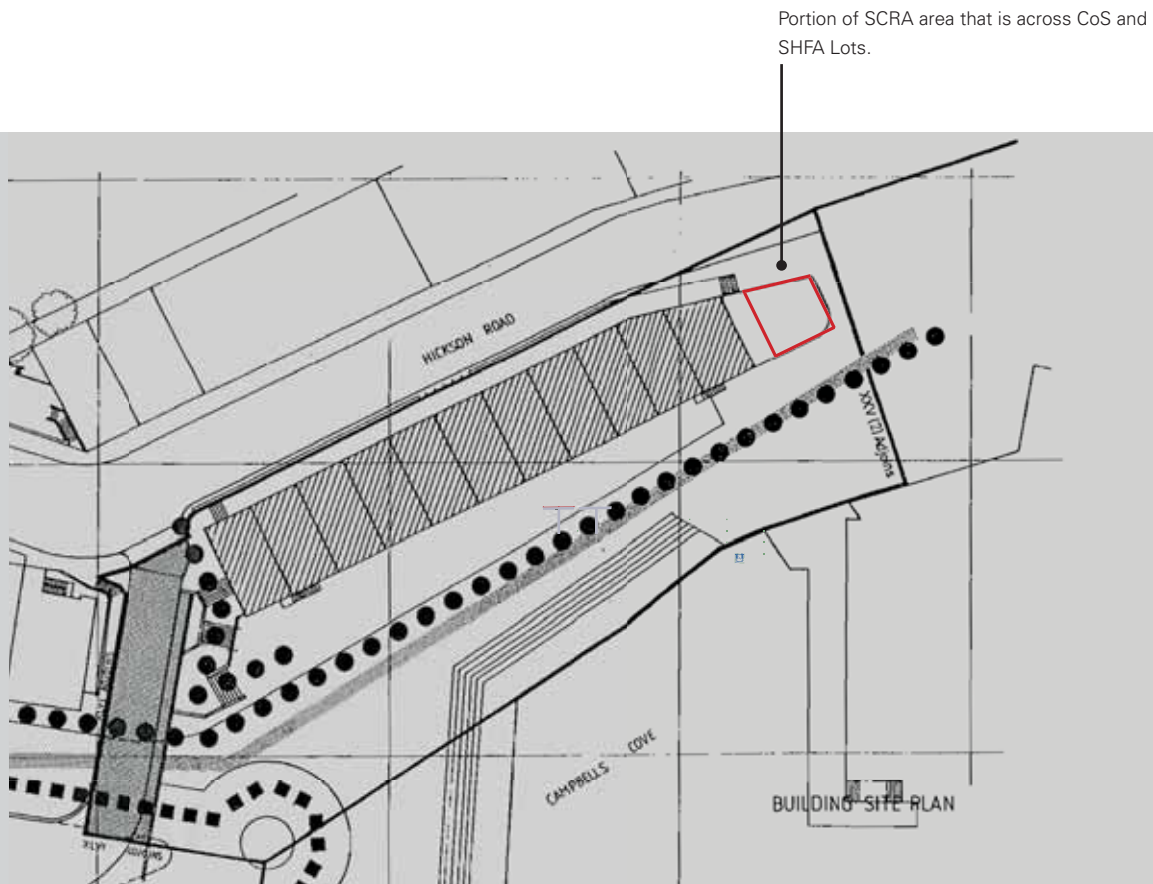 Portion of SCRA area that is across CoS and
SHFA Lots.
HICKSON ROAD
XXV (2) Adjoins
CAMPBELLS COVE
BUILDING SITE PLAN